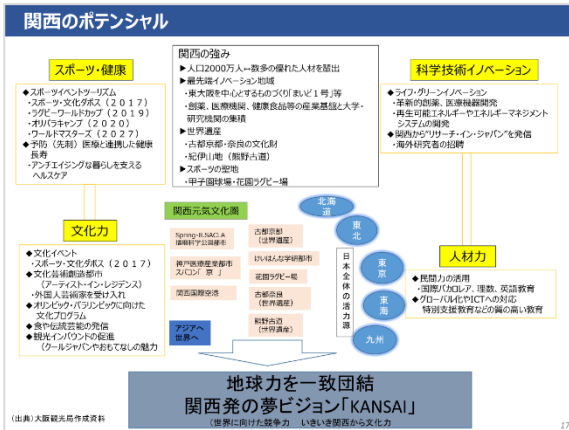 関西のポテンシャル
スポーツ・健康
◆スポーツイベントツーリズム
・スポーツ・文化ダボス（２０１７）
・ラグビーワールドカップ（２０１９）
・オリパラキャンプ（２０２０）
・ワールドマスターズ（２０２７）
◆予防（先制）医療と連携した健康
長寿
・アンチエイジングな暮らしを支える
ヘルスケア
関西の強み
▶人口2000万人↔数多の優れた人材を輩出
▶最先端イノベーション地域
・東大阪を中心とするものづくり「まいど１号」等
・創薬、医療機関、健康食品等の産業基盤と大学・
研究機関の集積
▶世界遺産
・古都京都・奈良の文化財
・紀伊山地（熊野古道）
▶スポーツの聖地
・甲子園球場・花園ラグビー場
科学技術イノベーション
◆ライフ・グリーンイノベーション
・革新的創薬、医療機器開発
・再生可能エネルギーやエネルギーマネジメント
システムの開発
◆関西から“リサーチ・イン・ジャパン”を発信
・海外研究者の招聘
文化力
◆文化イベント
・スポーツ・文化ダボス（２０１７）
◆文化芸術創造都市
（アーティスト・イン・レジデンス）
・外国人芸術家を受け入れ
◆オリンピック・パラリンピックに向けた
文化プログラム
◆食や伝統芸能の発信
◆観光インバウンドの促進
（クールジャパンやおもてなしの魅力
関西元気文化圏
Spring-8,SACLA
播磨科学公園都市
神戸医療産業都市
スパコン「京」
関西国際空港
アジアへ
世界へ
古都京都
（世界遺産）
けいはんな学研都市
花園ラグビー場
古都奈良
（世界遺産）
熊野古道
（世界遺産）
日本全体の活力源
北海
道
東
北
東
京
東
海
九州
人材力
◆民間力の活用
・国際バカロレア、理数、英語教育
◆グローバル化やICTへの対応
特別支援教育などの質の高い教育
地球力を一致団結
関西発の夢ビジョン「KANSAI」
（世界に向けた競争力　いきいき関西から文化力
（出典）大阪観光局作成資料
17